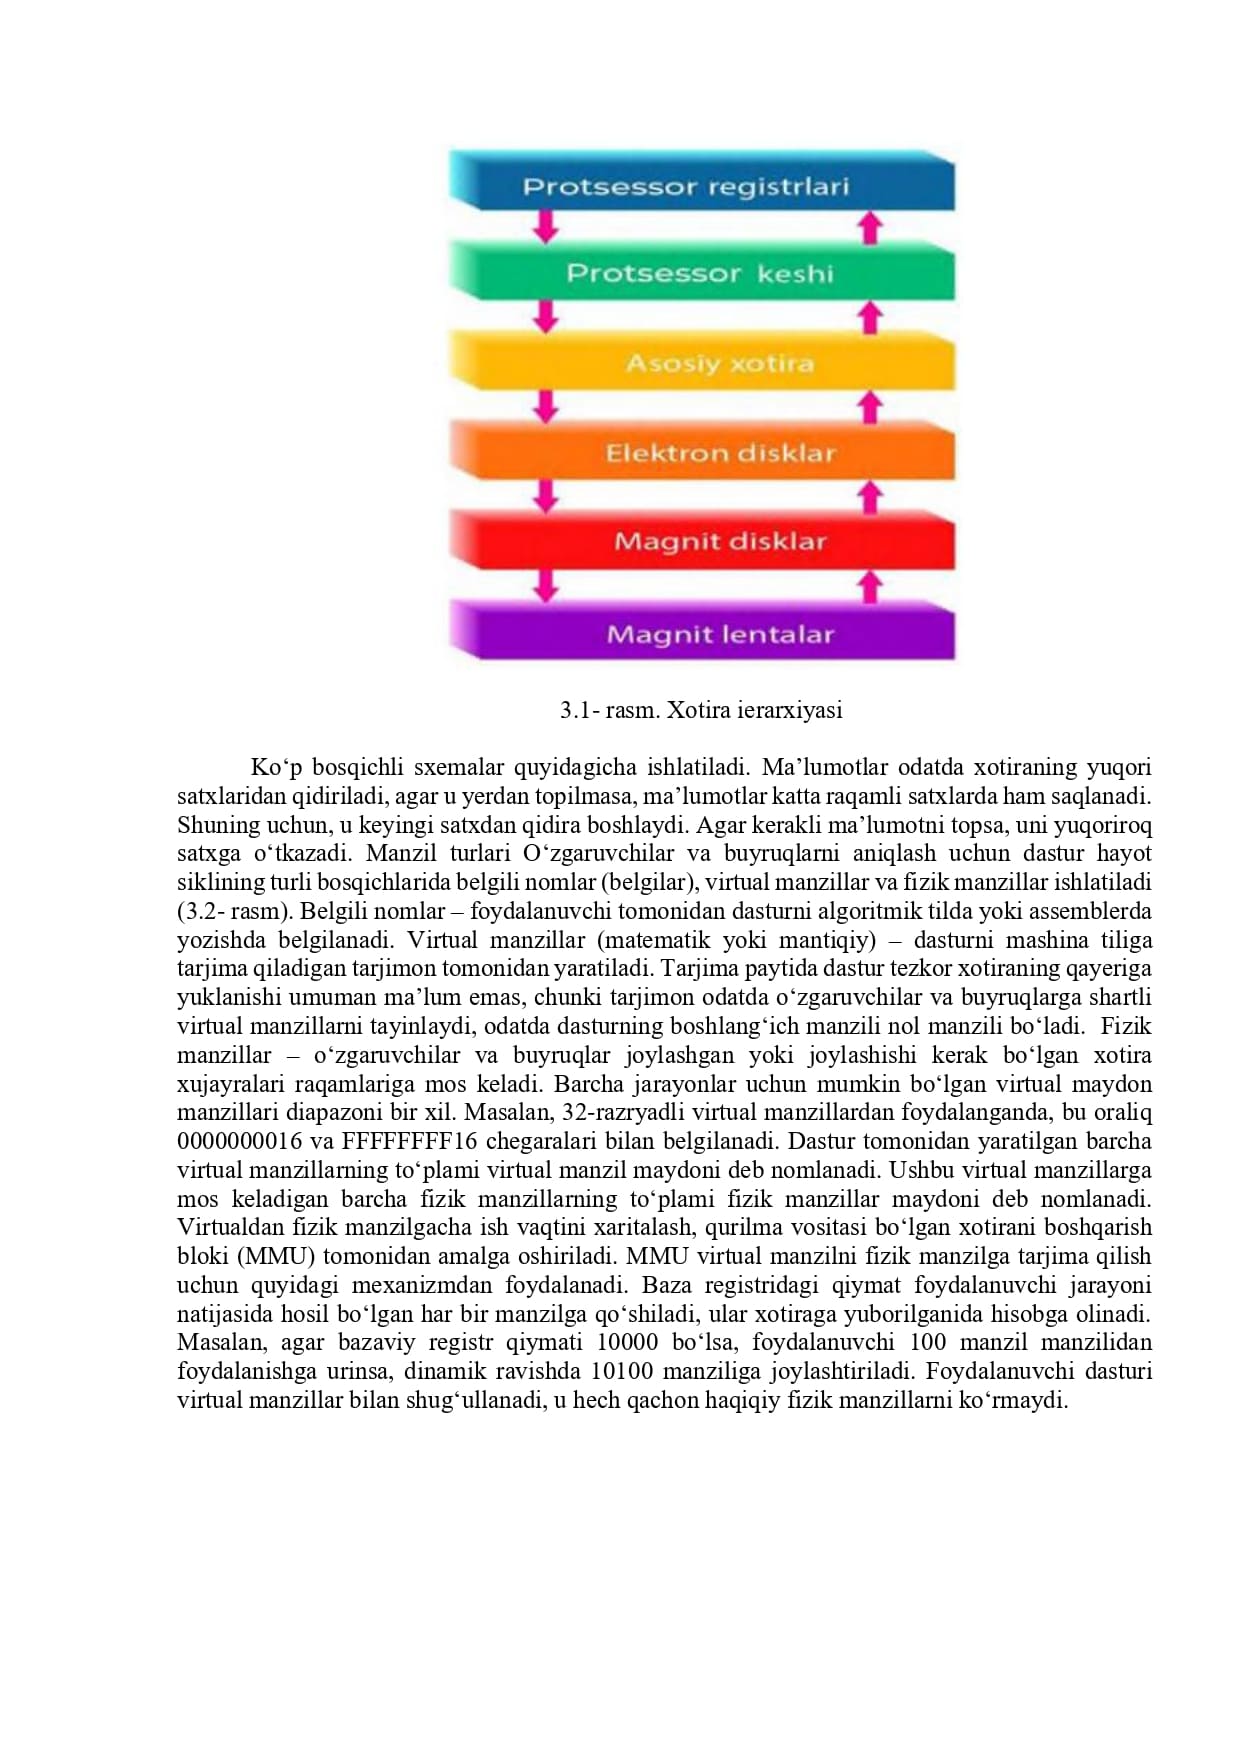 Protsessor registrlari
Protsessor keshi
Asosiy xotira
Elektron disklar
Magnit disklar
Magnit lentalar
3.1- rasm. Xotira ierarxiyasi
Ko‘p bosqichli sxemalar quyidagicha ishlatiladi. Ma’lumotlar odatda xotiraning yuqori
satxlaridan qidiriladi, agar u yerdan topilmasa, ma’lumotlar katta raqamli satxlarda ham saqlanadi.
Shuning uchun, u keyingi satxdan qidira boshlaydi. Agar kerakli ma’lumotni topsa, uni yuqoriroq
satxga o‘tkazadi. Manzil turlari O‘zgaruvchilar va buyruqlarni aniqlash uchun dastur hayot
siklining turli bosqichlarida belgili nomlar (belgilar), virtual manzillar va fizik manzillar ishlatiladi
(3.2- rasm). Belgili nomlar – foydalanuvchi tomonidan dasturni algoritmik tilda yoki assemblerda
yozishda belgilanadi. Virtual manzillar (matematik yoki mantiqiy) – dasturni mashina tiliga
tarjima qiladigan tarjimon tomonidan yaratiladi. Tarjima paytida dastur tezkor xotiraning qayeriga
yuklanishi umuman ma’lum emas, chunki tarjimon odatda o‘zgaruvchilar va buyruqlarga shartli
virtual manzillarni tayinlaydi, odatda dasturning boshlang‘ich manzili nol manzili bo‘ladi. Fizik
manzillar – o‘zgaruvchilar va buyruqlar joylashgan yoki joylashishi kerak bo‘lgan xotira
xujayralari raqamlariga mos keladi. Barcha jarayonlar uchun mumkin bo‘lgan virtual maydon
manzillari diapazoni bir xil. Masalan, 32-razryadli virtual manzillardan foydalanganda, bu oraliq
0000000016 va FFFFFFFF16 chegaralari bilan belgilanadi. Dastur tomonidan yaratilgan barcha
virtual manzillarning to‘plami virtual manzil maydoni deb nomlanadi. Ushbu virtual manzillarga
mos keladigan barcha fizik manzillarning to‘plami fizik manzillar maydoni deb nomlanadi.
Virtualdan fizik manzilgacha ish vaqtini xaritalash, qurilma vositasi bo‘lgan xotirani boshqarish
bloki (MMU) tomonidan amalga oshiriladi. MMU virtual manzilni fizik manzilga tarjima qilish
uchun quyidagi mexanizmdan foydalanadi. Baza registridagi qiymat foydalanuvchi jarayoni
natijasida hosil bo‘lgan har bir manzilga qo‘shiladi, ular xotiraga yuborilganida hisobga olinadi.
Masalan, agar bazaviy registr qiymati 10000 bo‘lsa, foydalanuvchi 100 manzil manzilidan
foydalanishga urinsa, dinamik ravishda 10100 manziliga joylashtiriladi. Foydalanuvchi dasturi
virtual manzillar bilan shug‘ullanadi, u hech qachon haqiqiy fizik manzillarni ko‘rmaydi.